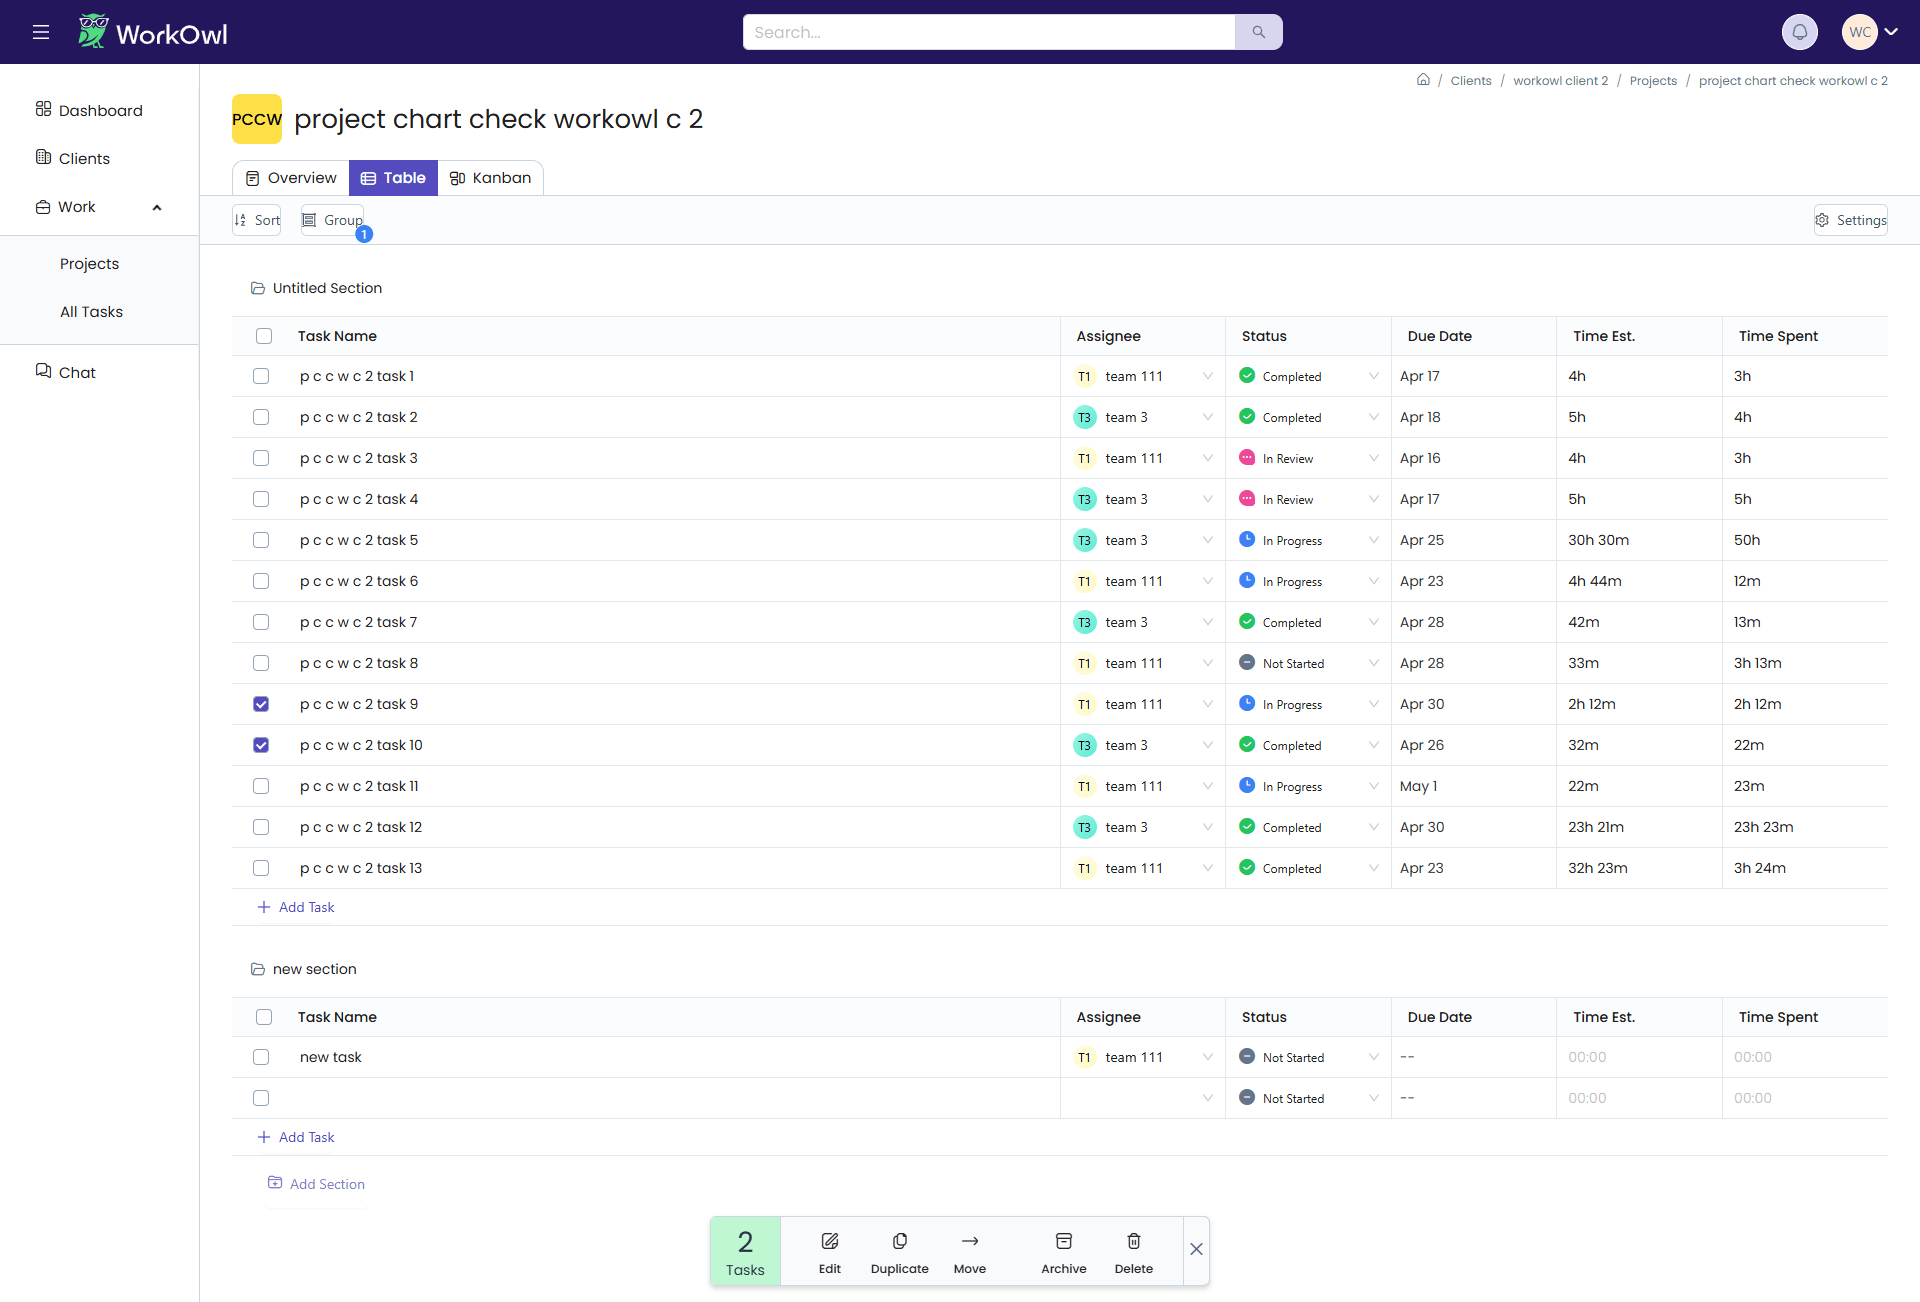 WorkOwl
Search...
WC
Clients / workowl client 2 / Projects / project chart check workowl c 2
Dashboard
Clients
Work
Projects
All Tasks
Chat
PCCW project chart check workowl c 2
Overview Table Kanban
Sort Group 1 Settings
Untitled Section
Task Name Assignee Status Due Date Time Est. Time Spent
p c c w c 2 task 1 T1 team 111 Completed Apr 17 4h 3h
p c c w c 2 task 2 T3 team 3 Completed Apr 18 5h 4h
p c c w c 2 task 3 T1 team 111 In Review Apr 16 4h 3h
p c c w c 2 task 4 T3 team 3 In Review Apr 17 5h 5h
p c c w c 2 task 5 T3 team 3 In Progress Apr 25 30h 30m 50h
p c c w c 2 task 6 T1 team 111 In Progress Apr 23 4h 44m 12m
p c c w c 2 task 7 T3 team 3 Completed Apr 28 42m 13m
p c c w c 2 task 8 T1 team 111 Not Started Apr 28 33m 3h 13m
p c c w c 2 task 9 T1 team 111 In Progress Apr 30 2h 12m 2h 12m
p c c w c 2 task 10 T3 team 3 Completed Apr 26 32m 22m
p c c w c 2 task 11 T1 team 111 In Progress May 1 22m 23m
p c c w c 2 task 12 T3 team 3 Completed Apr 30 23h 21m 23h 23m
p c c w c 2 task 13 T1 team 111 Completed Apr 23 32h 23m 3h 24m
+ Add Task
new section
Task Name Assignee Status Due Date Time Est. Time Spent
new task T1 team 111 Not Started -- 00:00 00:00
Not Started -- 00:00 00:00
+ Add Task
Add Section
2 Tasks
Edit Duplicate Move Archive Delete